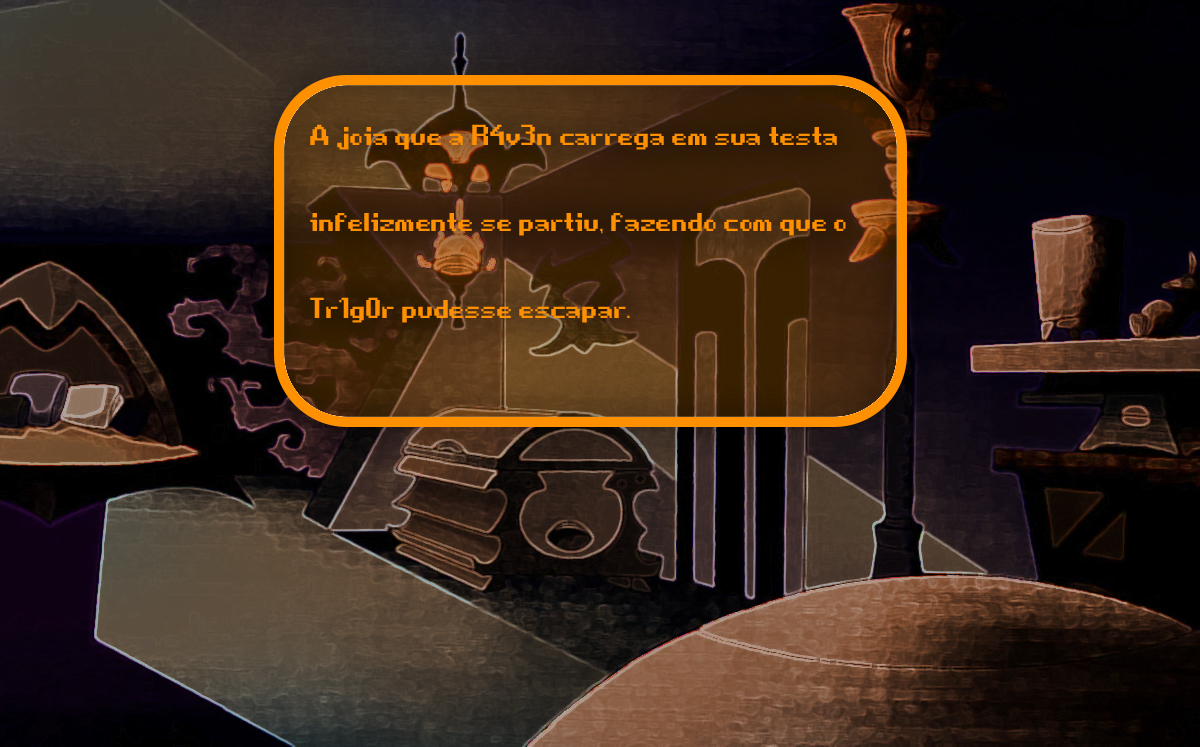 A joia que a R4v3n carrega em sua testa
infelizmente se partiu, fazendo com que o
Tr1g0r pudesse escapar.